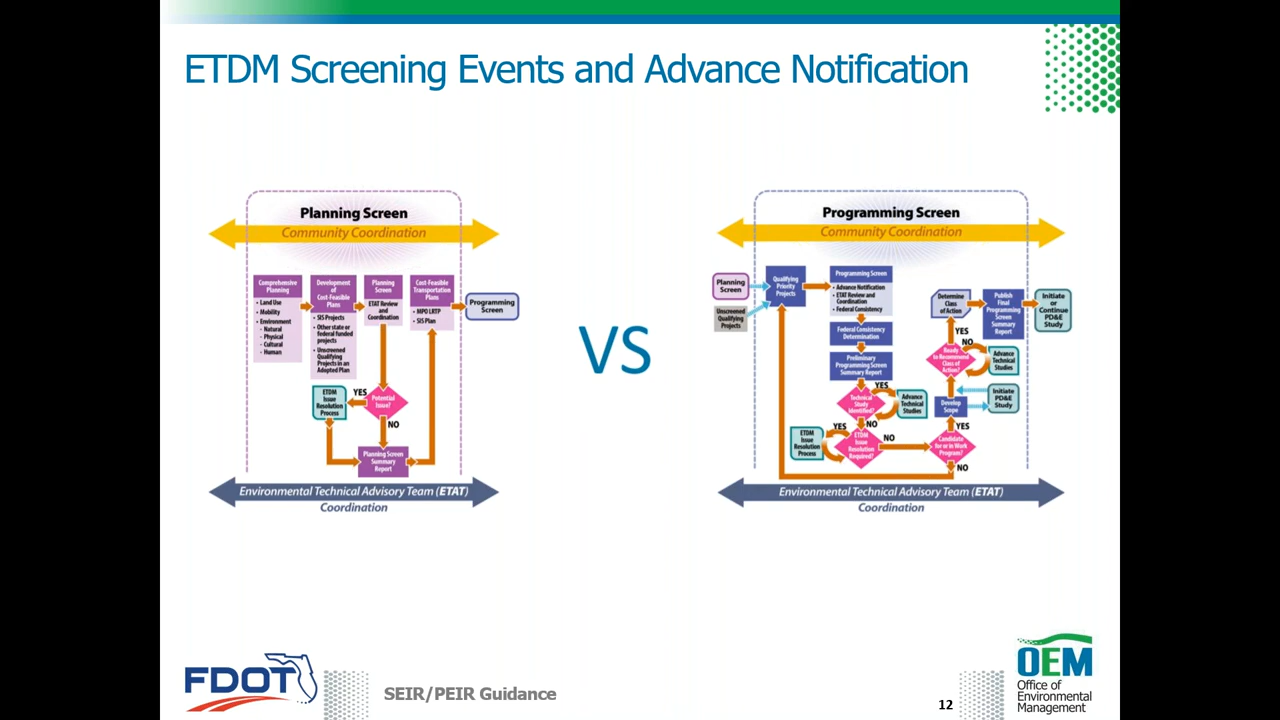 ETDM Screening Events and Advance Notification
Planning Screen
Community Coordination
Comprehensive
Planning
• Land Use
• Mobility
• Environment
- Natural
- Physical
- Cultural
- Human
Development
of
Cost-Feasible
Plans
• SIS Projects
• Other state or
federal funded
projects
• Unscreened
Qualifying
Projects in an
Adopted Plan
Planning
Screen
ETAT Review
and
Coordination
Cost-Feasible
Transportation
Plans
• MPO LRTP
• SIS Plan
Programming
Screen
ETDM
Issue
Resolution
Process
YES
Potential
Issue?
NO
Planning Screen
Summary
Report
Environmental Technical Advisory Team (ETAT)
Coordination
VS
Programming Screen
Community Coordination
Planning
Screen
Unscreened
Qualifying
Projects
Qualifying
Priority
Projects
Programming Screen
• Advance Notification
• ETAT Review and
Coordination
• Federal Consistency
Federal Consistency
Determination
Preliminary
Programming Screen
Summary Report
YES
Technical
Study
Identified?
Advance
Technical
Studies
NO
ETDM
Issue
Resolution
Process
YES
ETDM
Issue
Resolution
Required?
NO
Candidate
for/or in Work
Program?
NO
YES
Develop
Scope
Initiate
PD&E
Study
Ready
to Recommend
Class of
Action?
NO
Advance
Technical
Studies
YES
Determine
Class
of Action
Publish
Final
Programming
Screen
Summary
Report
Initiate
or
Continue
PD&E
Study
Environmental Technical Advisory Team (ETAT)
Coordination
FDOT
SEIR/PEIR Guidance
12
OEM
Office of
Environmental
Management